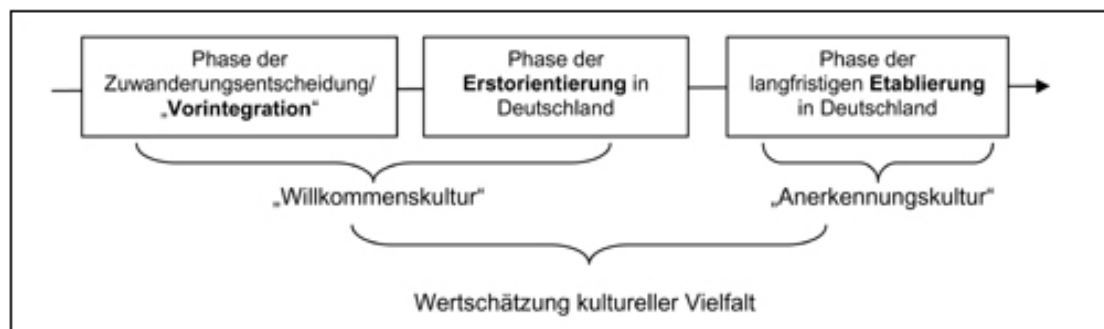 Phase der
Zuwanderungsentscheidung/
„Vorintegration“
Phase der
Erstorientierung in
Deutschland
Phase der
langfristigen Etablierung
in Deutschland
„Willkommenskultur“
„Anerkennungskultur“
Wertschätzung kultureller Vielfalt